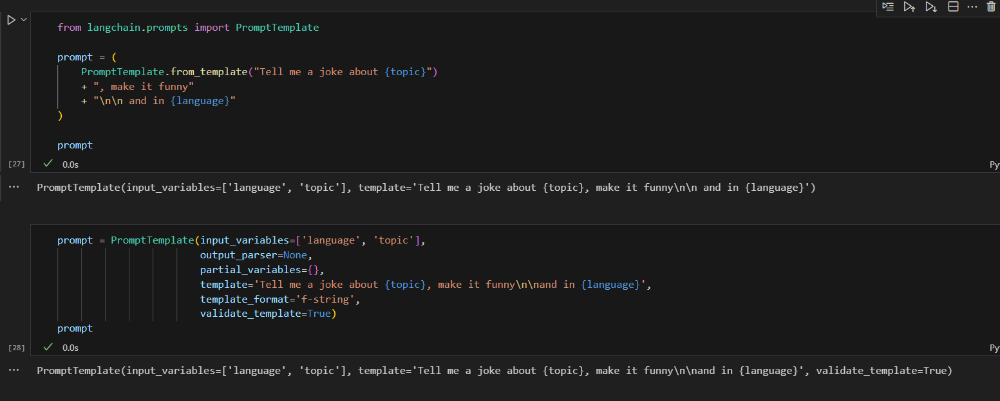 from langchain.prompts import PromptTemplate
prompt = (
PromptTemplate.from_template("Tell me a joke about {topic}")
+ ", make it funny"
+ "\n\n and in {language}"
)
prompt
[27]
0.0s
Py
... PromptTemplate(input_variables=['language', 'topic'], template='Tell me a joke about {topic}, make it funny\n\n and in {language}')
prompt = PromptTemplate(input_variables=['language', 'topic'],
output_parser=None,
partial_variables={},
template='Tell me a joke about {topic}, make it funny\n\nand in {language}',
template_format='f-string',
validate_template=True)
prompt
[28]
0.0s
Py
... PromptTemplate(input_variables=['language', 'topic'], template='Tell me a joke about {topic}, make it funny\n\nand in {language}', validate_template=True)